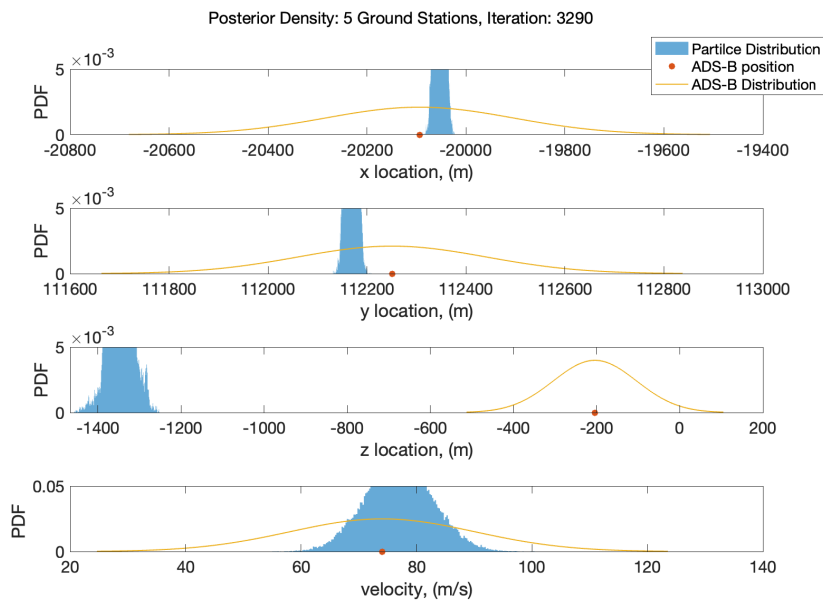 Posterior Density: 5 Ground Stations, Iteration: 3290
Partilce Distribution
ADS-B position
ADS-B Distribution
×10⁻³
5
PDF
0
-20800 -20600 -20400 -20200 -20000 -19800 -19600 -19400
x location, (m)
×10⁻³
5
PDF
0
111600 111800 112000 112200 112400 112600 112800 113000
y location, (m)
×10⁻³
5
PDF
0
-1400 -1200 -1000 -800 -600 -400 -200 0 200
z location, (m)
0.05
PDF
0
20 40 60 80 100 120 140
velocity, (m/s)